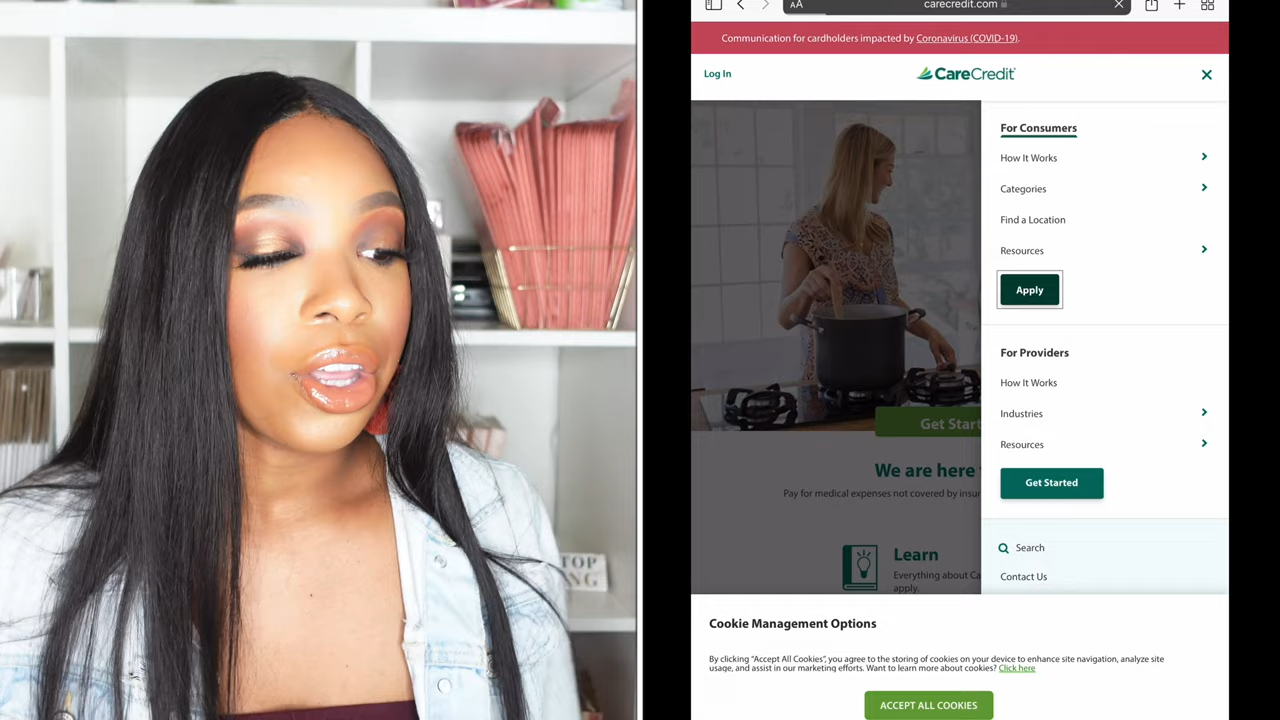 AA
carecredit.com
Communication for cardholders impacted by Coronavirus (COVID-19).
Log In
CareCredit
For Consumers
How It Works
Categories
Find a Location
Resources
Apply
For Providers
How It Works
Industries
Resources
Get Started
Search
Contact Us
Get Start
We are here
Pay for medical expenses not covered by insu
Learn
Everything about Ca
apply.
Cookie Management Options
By clicking “Accept All Cookies”, you agree to the storing of cookies on your device to enhance site navigation, analyze site
usage, and assist in our marketing efforts. Want to learn more about cookies? Click here
ACCEPT ALL COOKIES
TOP